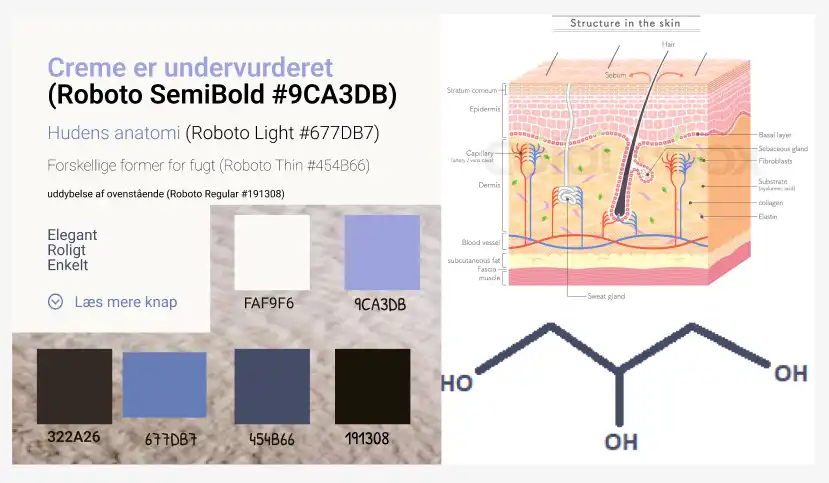 Creme er undervurderet
(Roboto SemiBold #9CA3DB)
Hudens anatomi (Roboto Light #677DB7)
Forskellige former for fugt (Roboto Thin #454B66)
uddybelse af ovenstående (Roboto Regular #191308)
Elegant
Roligt
Enkelt
Læs mere knap
FAF9F6
9CA3DB
322A26
677DB7
454B66
191308
Structure in the skin
Hair
Sebum
Stratum corneum
Epidermis
Capillary
Dermis
Blood vessel
subcutaneous fat
Fascia
muscle
Sweat gland
Basal layer
Sebaceous gland
Fibroblasts
Substrate
(hyaluronic acid)
collagen
Elastin
HO
OH
OH